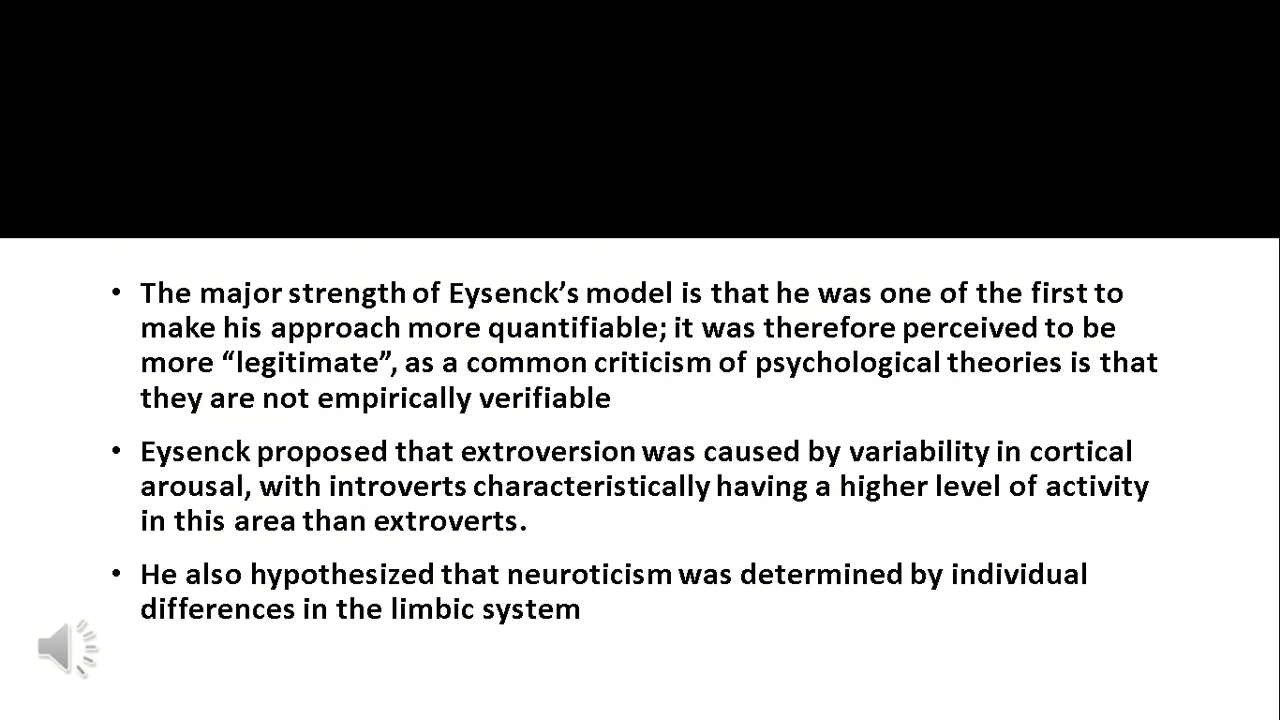 • The major strength of Eysenck’s model is that he was one of the first to
make his approach more quantifiable; it was therefore perceived to be
more “legitimate”, as a common criticism of psychological theories is that
they are not empirically verifiable
• Eysenck proposed that extroversion was caused by variability in cortical
arousal, with introverts characteristically having a higher level of activity
in this area than extroverts.
• He also hypothesized that neuroticism was determined by individual
differences in the limbic system